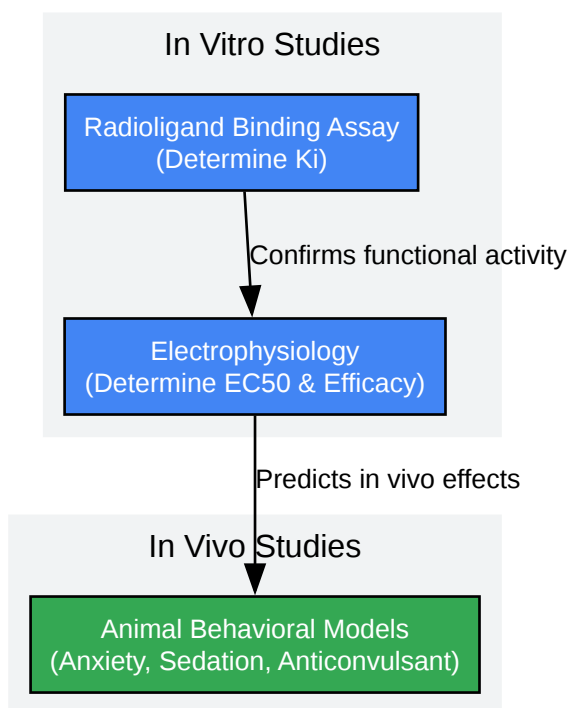 In Vitro Studies
Radioligand Binding Assay
(Determine Ki)
Confirms functional activity
Electrophysiology
(Determine EC50 & Efficacy)
Predicts in vivo effects
In Vivo Studies
Animal Behavioral Models
(Anxiety, Sedation, Anticonvulsant)